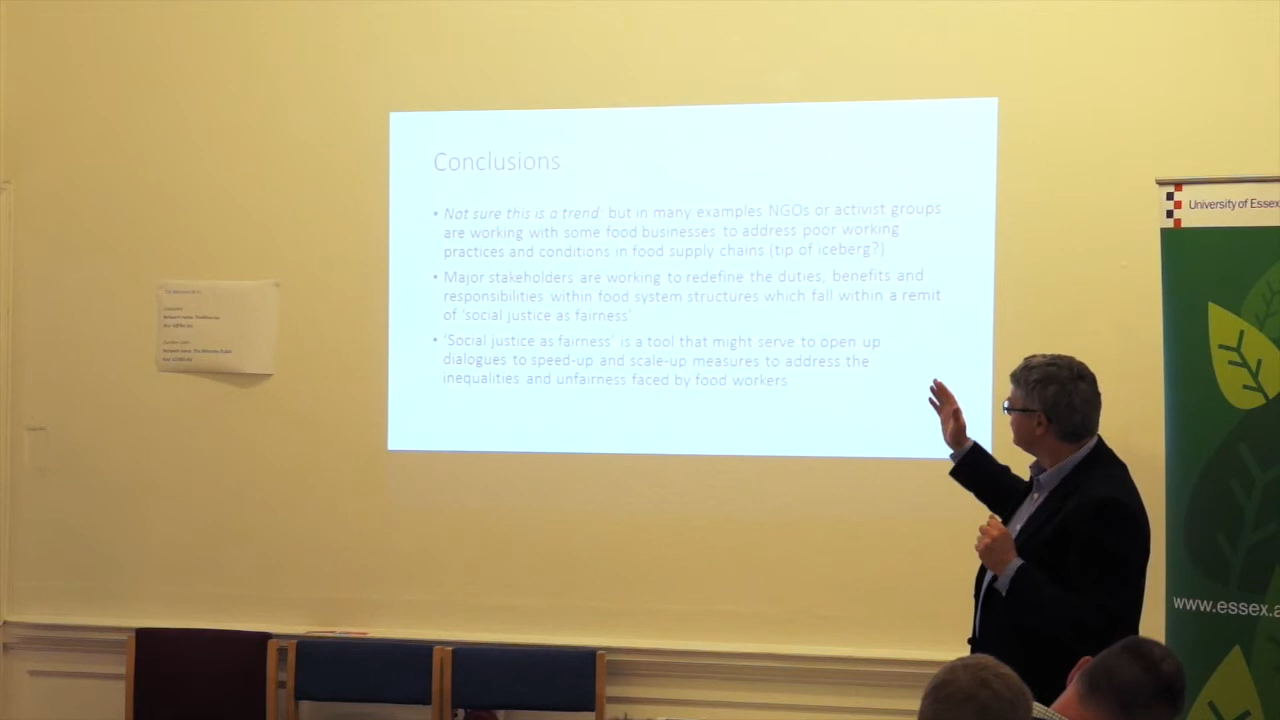 Conclusions
• Not sure this is a trend: but in many examples NGOs or activist groups
are working with some food businesses to address poor working
practices and conditions in food supply chains (tip of iceberg?)
• Major stakeholders are working to redefine the duties, benefits and
responsibilities within food system structures which fall within a remit
of ‘social justice as fairness’
• ‘Social justice as fairness’ is a tool that might serve to open up
dialogues to speed-up and scale-up measures to address the
inequalities and unfairness faced by food workers
University of Essex
www.essex.a